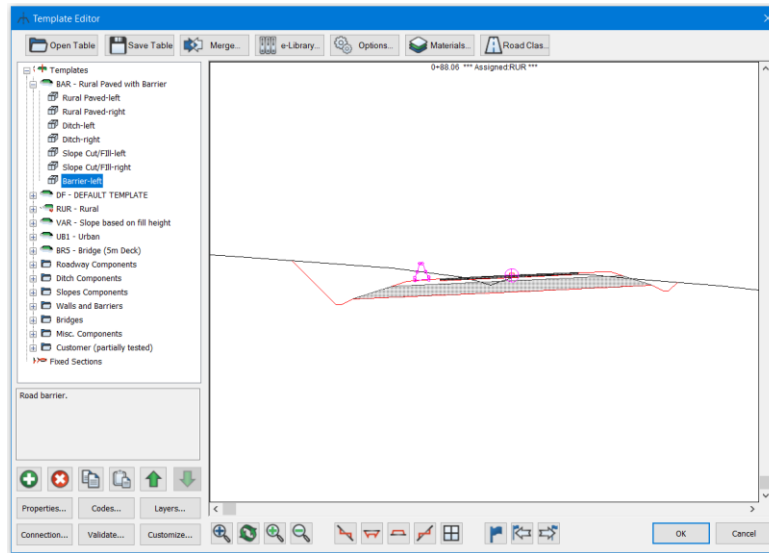 Template Editor
Open Table
Save Table
Merge...
e-Library...
Options...
Materials...
Road Clas...
0+88.06 *** Assigned:RUR ***
Templates
BAR - Rural Paved with Barrier
Rural Paved-left
Rural Paved-right
Ditch-left
Ditch-right
Slope Cut/FIll-left
Slope Cut/FIll-right
Barrier-left
DF - DEFAULT TEMPLATE
RUR - Rural
VAR - Slope based on fill height
UB1 - Urban
BR5 - Bridge (5m Deck)
Roadway Components
Ditch Components
Slopes Components
Walls and Barriers
Bridges
Misc. Components
Customer (partially tested)
Fixed Sections
Road barrier.
Properties...
Codes...
Layers...
Connection...
Validate...
Customize...
OK
Cancel